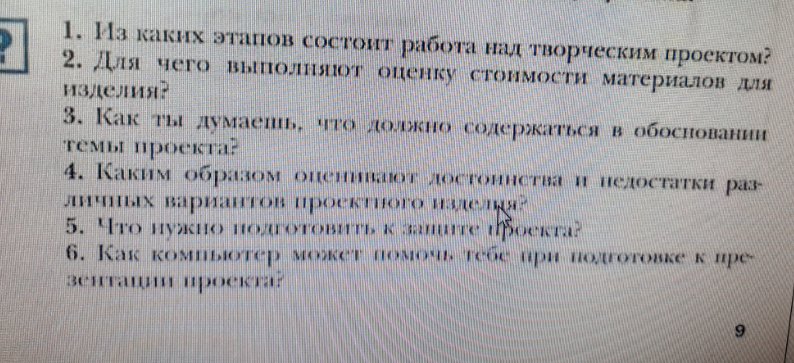 ?
1. Из каких этапов состоит работа над творческим проектом?
2. Для чего выполняют оценку стоимости материалов для
изделия?
3. Как ты думаешь, что должно содержаться в обосновании
темы проекта?
4. Каким образом оценивают достоинства и недостатки раз-
личных вариантов проектного изделия?
5. Что нужно подготовить к защите проекта?
6. Как компьютер может помочь тебе при подготовке к пре-
зентации проекта?
9